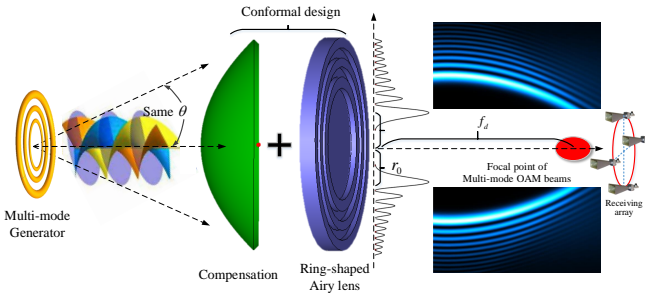 Conformal design
Same θ
f_d
r_0
Focal point of
Multi-mode OAM beams
Receiving
array
Multi-mode
Generator
Compensation
Ring-shaped
Airy lens